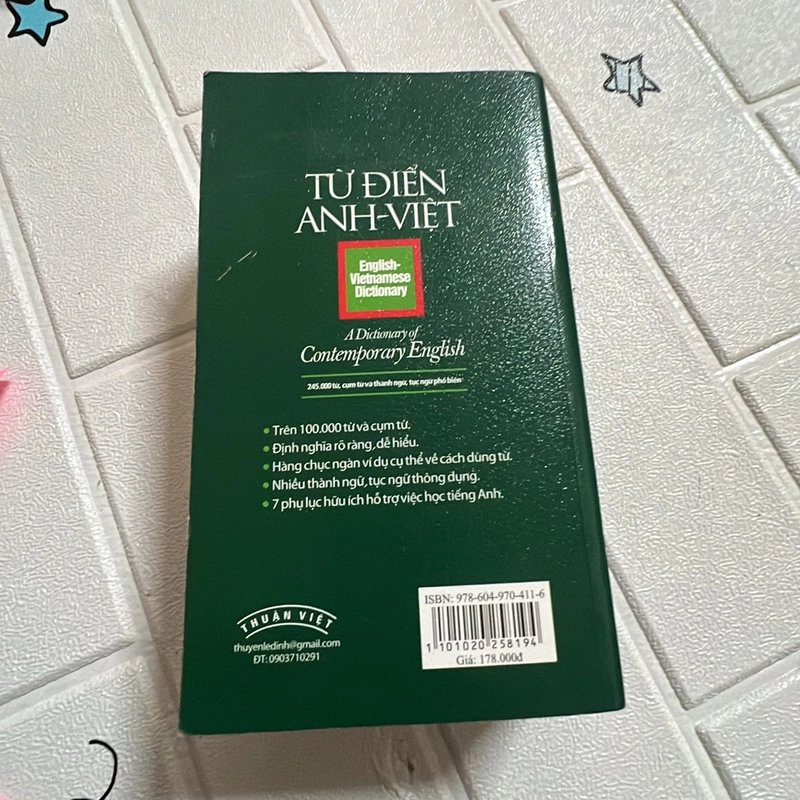 TỪ ĐIỂN
ANH-VIỆT
English-
Vietnamese
Dictionary
A Dictionary of
Contemporary English
245.000 từ, cụm từ và thành ngữ, tục ngữ phổ biến
• Trên 100.000 từ và cụm từ.
• Định nghĩa rõ ràng, dễ hiểu.
• Hàng chục ngàn ví dụ cụ thể về cách dùng từ.
• Nhiều thành ngữ, tục ngữ thông dụng.
• 7 phụ lục hữu ích hỗ trợ việc học tiếng Anh.
THUẬN VIỆT
thuyenledinh@gmail.com
ĐT: 0903710291
ISBN: 978-604-970-411-6
1 101020 258194
Giá: 178.000đ